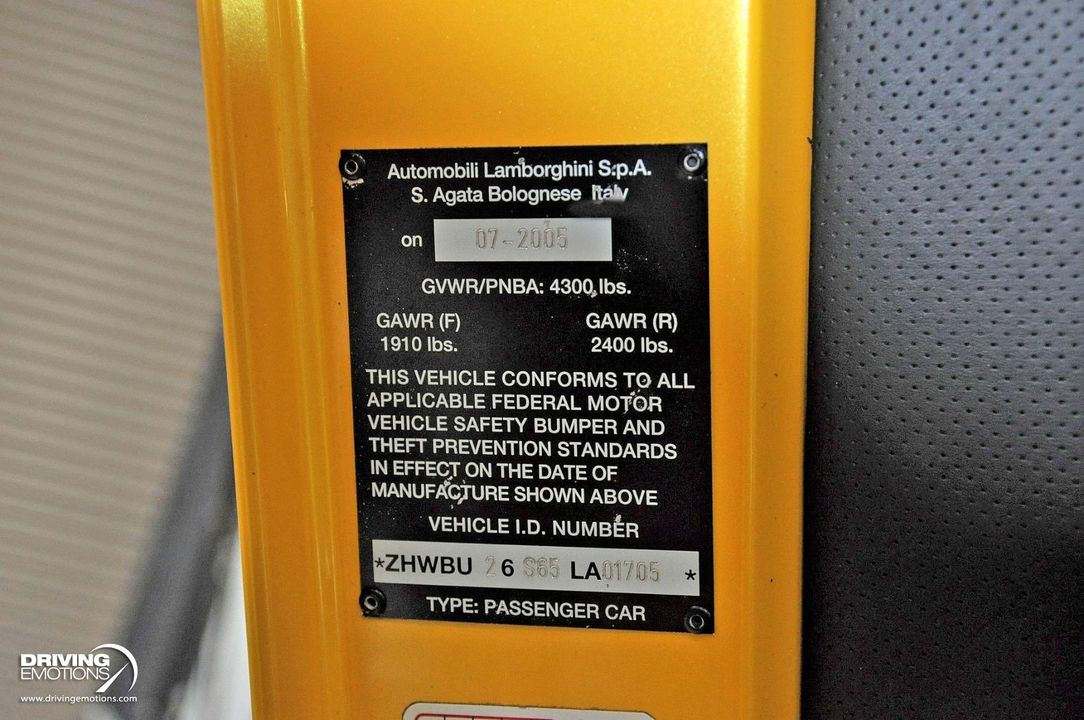 Automobili Lamborghini S.p.A.
S. Agata Bolognese Italy
on 07-2005
GVWR/PNBA: 4300 lbs.
GAWR (F) GAWR (R)
1910 lbs. 2400 lbs.
THIS VEHICLE CONFORMS TO ALL
APPLICABLE FEDERAL MOTOR
VEHICLE SAFETY BUMPER AND
THEFT PREVENTION STANDARDS
IN EFFECT ON THE DATE OF
MANUFACTURE SHOWN ABOVE
VEHICLE I.D. NUMBER
*ZHWBU 26 S65 LA01705 *
TYPE: PASSENGER CAR
DRIVING
EMOTIONS
www.drivingemotions.com